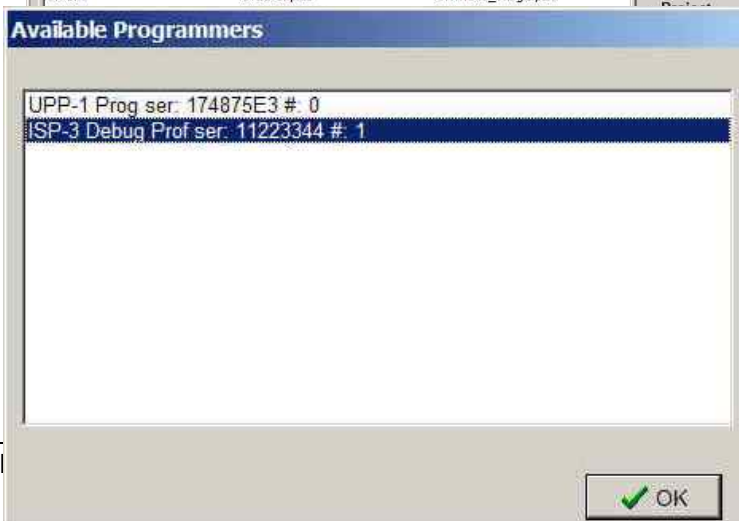 Available Programmers
UPP-1 Prog ser: 174875E3 #: 0
ISP-3 Debug Prof ser: 11223344 #: 1
OK